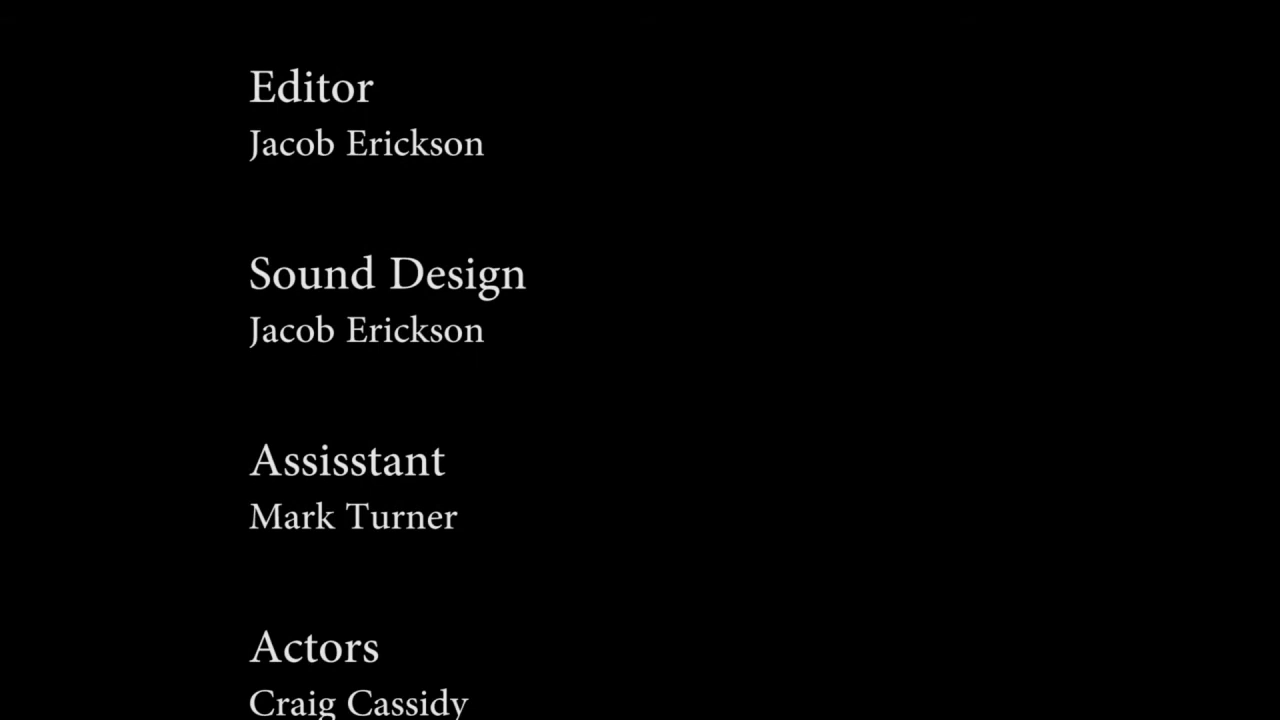 Editor
Jacob Erickson
Sound Design
Jacob Erickson
Assisstant
Mark Turner
Actors
Craig Cassidy